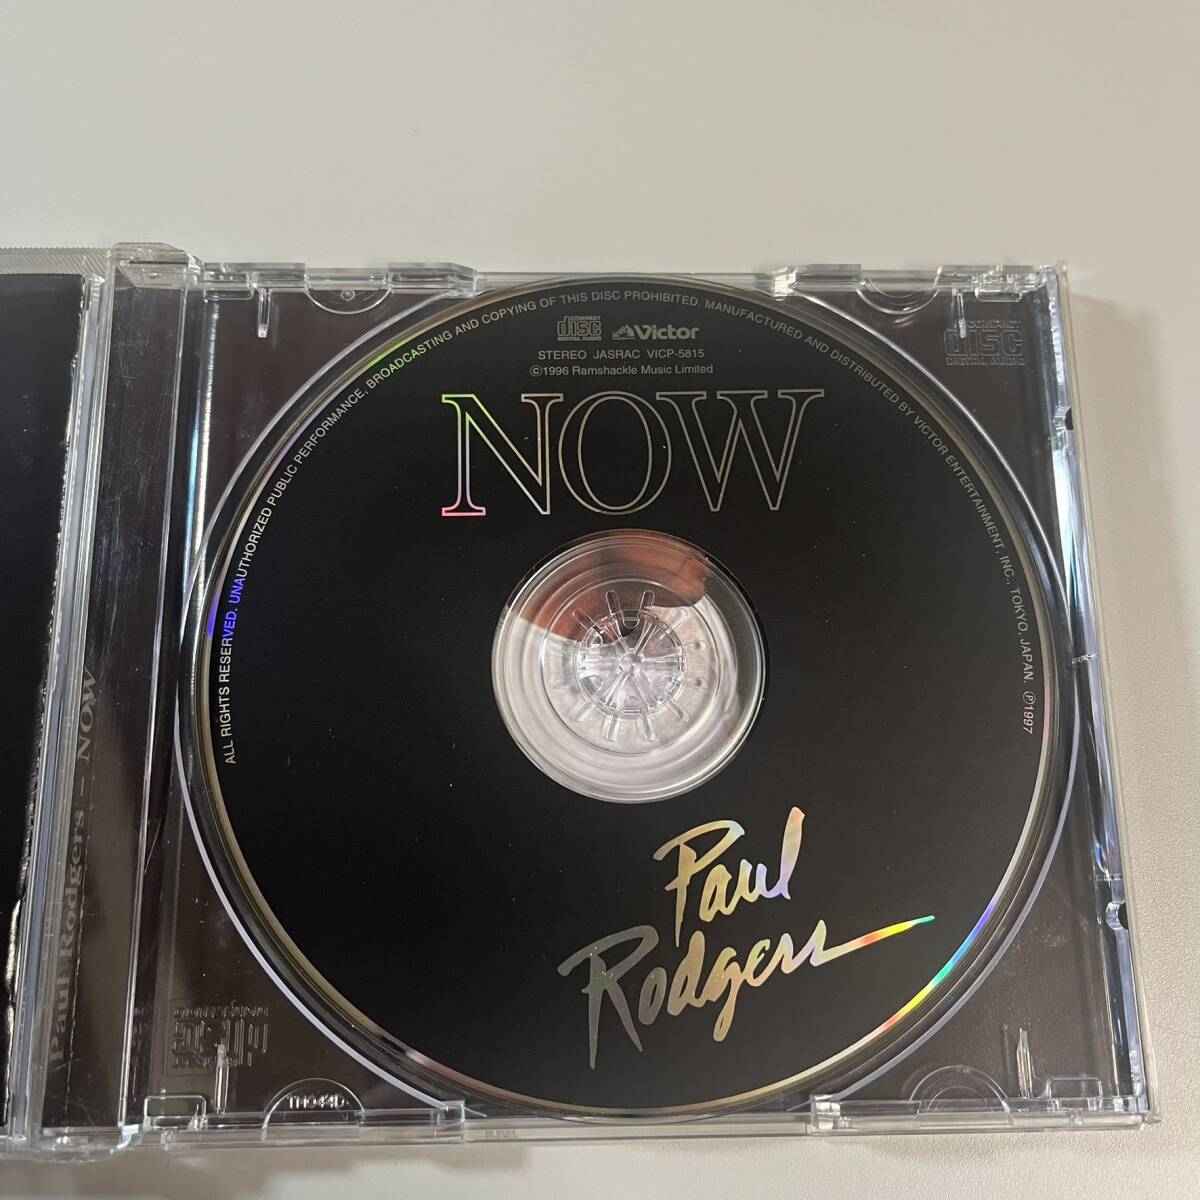 COMPACT
disc
DIGITAL AUDIO
Victor
STEREO JASRAC VICP-5815
©1996 Ramshackle Music Limited
NOW
ALL RIGHTS RESERVED. UNAUTHORIZED PUBLIC PERFORMANCE, BROADCASTING AND COPYING OF THIS DISC PROHIBITED. MANUFACTURED AND DISTRIBUTED BY VICTOR ENTERTAINMENT, INC., TOKYO, JAPAN. ℗1997
Paul
Rodgers
Paul Rodgers – NOW
COMPACT
disc
DIGITAL AUDIO